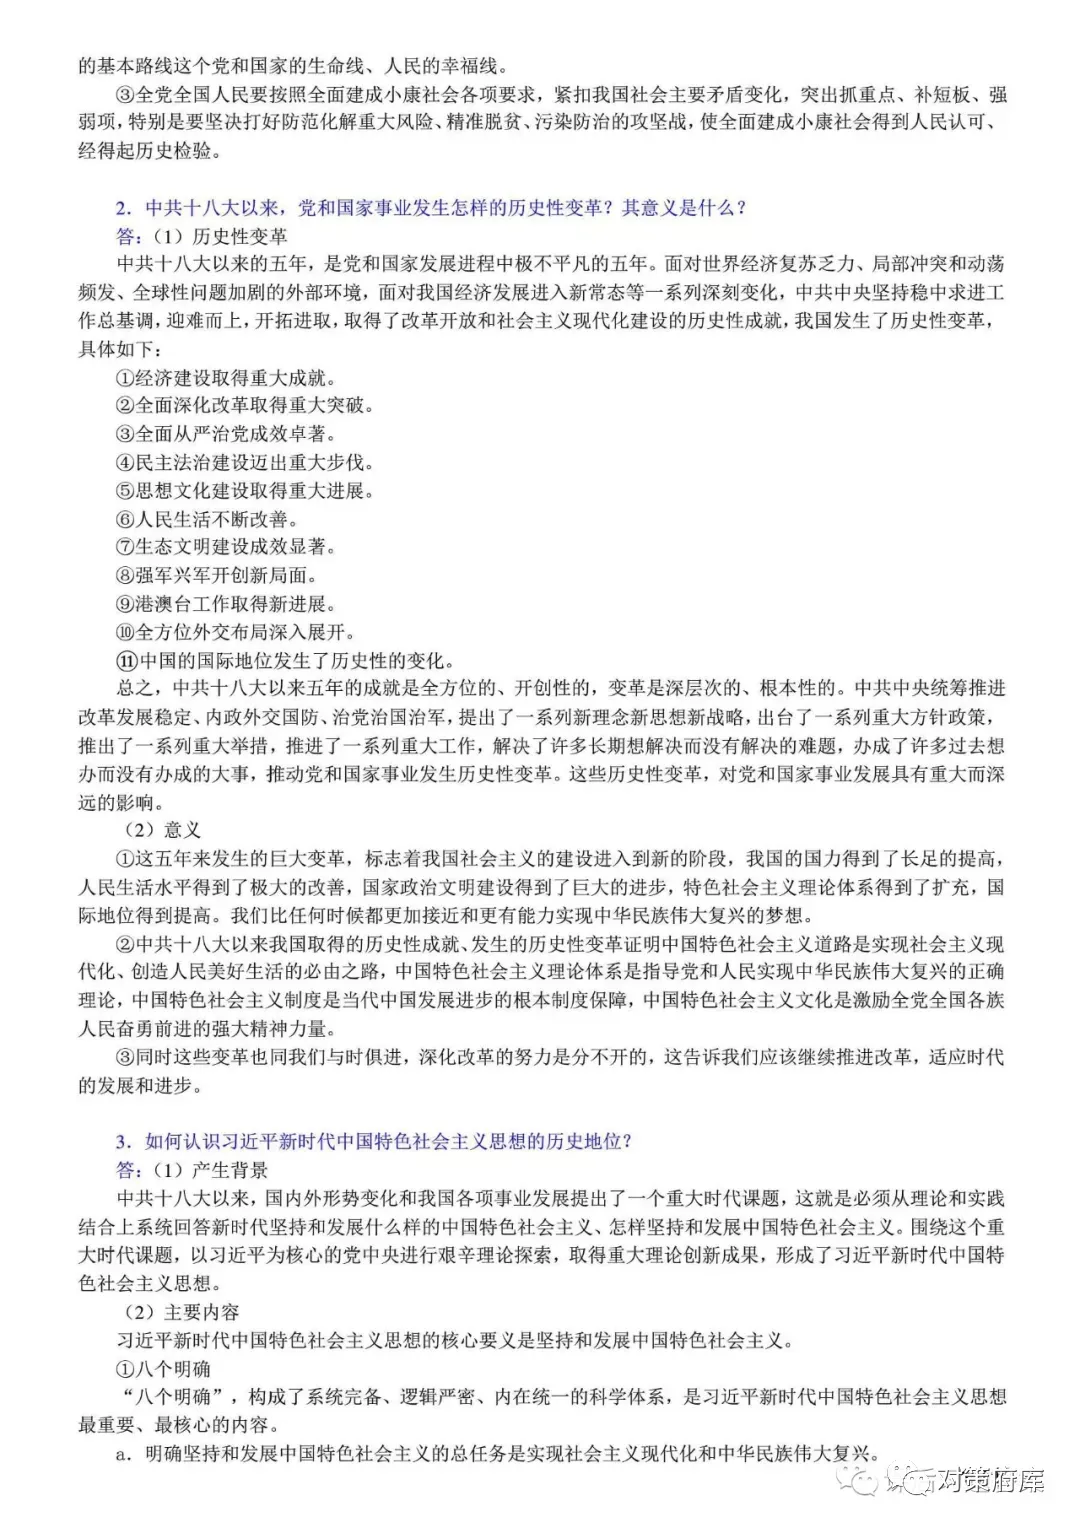 的基本路线这个党和国家的生命线、人民的幸福线。
③全党全国人民要按照全面建成小康社会各项要求，紧扣我国社会主要矛盾变化，突出抓重点、补短板、强
弱项，特别是要坚决打好防范化解重大风险、精准脱贫、污染防治的攻坚战，使全面建成小康社会得到人民认可、
经得起历史检验。
2．中共十八大以来，党和国家事业发生怎样的历史性变革？其意义是什么？
答：（1）历史性变革
中共十八大以来的五年，是党和国家发展进程中极不平凡的五年。面对世界经济复苏乏力、局部冲突和动荡
频发、全球性问题加剧的外部环境，面对我国经济发展进入新常态等一系列深刻变化，中共中央坚持稳中求进工
作总基调，迎难而上，开拓进取，取得了改革开放和社会主义现代化建设的历史性成就，我国发生了历史性变革，
具体如下：
①经济建设取得重大成就。
②全面深化改革取得重大突破。
③全面从严治党成效卓著。
④民主法治建设迈出重大步伐。
⑤思想文化建设取得重大进展。
⑥人民生活不断改善。
⑦生态文明建设成效显著。
⑧强军兴军开创新局面。
⑨港澳台工作取得新进展。
⑩全方位外交布局深入展开。
⑪中国的国际地位发生了历史性的变化。
总之，中共十八大以来五年的成就是全方位的、开创性的，变革是深层次的、根本性的。中共中央统筹推进
改革发展稳定、内政外交国防、治党治国治军，提出了一系列新理念新思想新战略，出台了一系列重大方针政策，
推出了一系列重大举措，推进了一系列重大工作，解决了许多长期想解决而没有解决的难题，办成了许多过去想
办而没有办成的大事，推动党和国家事业发生历史性变革。这些历史性变革，对党和国家事业发展具有重大而深
远的影响。
（2）意义
①这五年来发生的巨大变革，标志着我国社会主义的建设进入到新的阶段，我国的国力得到了长足的提高，
人民生活水平得到了极大的改善，国家政治文明建设得到了巨大的进步，特色社会主义理论体系得到了扩充，国
际地位得到提高。我们比任何时候都更加接近和更有能力实现中华民族伟大复兴的梦想。
②中共十八大以来我国取得的历史性成就、发生的历史性变革证明中国特色社会主义道路是实现社会主义现
代化、创造人民美好生活的必由之路，中国特色社会主义理论体系是指导党和人民实现中华民族伟大复兴的正确
理论，中国特色社会主义制度是当代中国发展进步的根本制度保障，中国特色社会主义文化是激励全党全国各族
人民奋勇前进的强大精神力量。
③同时这些变革也同我们与时俱进，深化改革的努力是分不开的，这告诉我们应该继续推进改革，适应时代
的发展和进步。
3．如何认识习近平新时代中国特色社会主义思想的历史地位？
答：（1）产生背景
中共十八大以来，国内外形势变化和我国各项事业发展提出了一个重大时代课题，这就是必须从理论和实践
结合上系统回答新时代坚持和发展什么样的中国特色社会主义、怎样坚持和发展中国特色社会主义。围绕这个重
大时代课题，以习近平为核心的党中央进行艰辛理论探索，取得重大理论创新成果，形成了习近平新时代中国特
色社会主义思想。
（2）主要内容
习近平新时代中国特色社会主义思想的核心要义是坚持和发展中国特色社会主义。
①八个明确
“八个明确”，构成了系统完备、逻辑严密、内在统一的科学体系，是习近平新时代中国特色社会主义思想
最重要、最核心的内容。
a．明确坚持和发展中国特色社会主义的总任务是实现社会主义现代化和中华民族伟大复兴。
对策府库